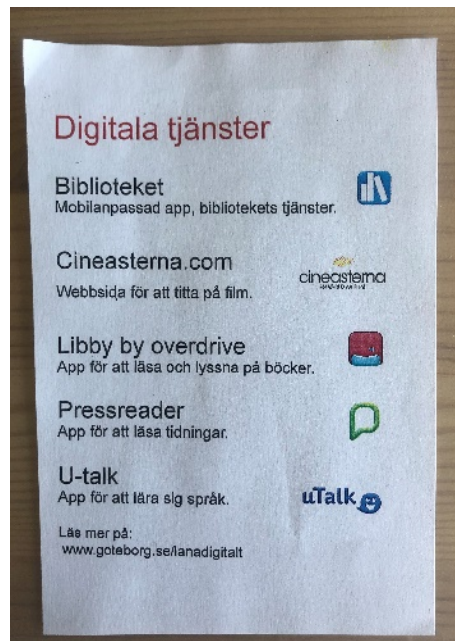 Digitala tjänster
Biblioteket
Mobilanpassad app, bibliotekets tjänster.
Cineasterna.com
cineasterna
Webbsida för att titta på film.
Libby by overdrive
App för att läsa och lyssna på böcker.
Pressreader
App för att läsa tidningar.
U-talk
App för att lära sig språk.
uTalk
Läs mer på:
www.goteborg.se/lanadigitalt